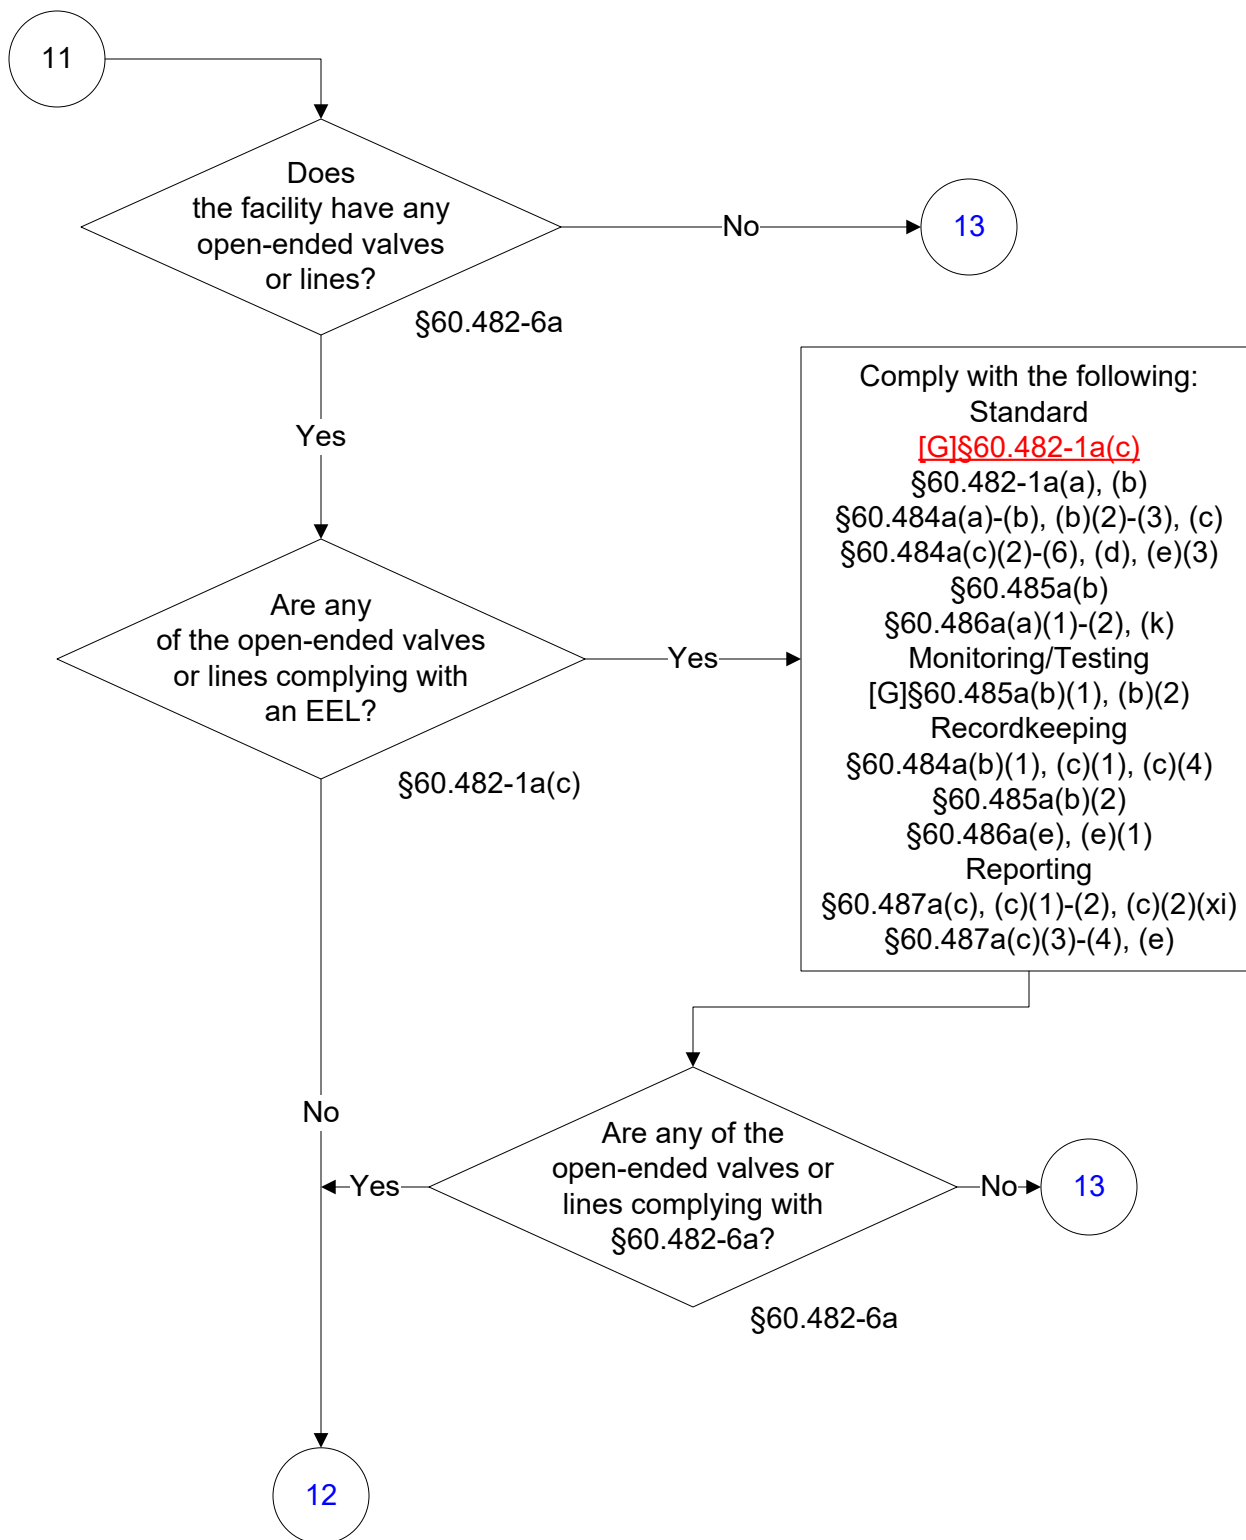 11
Does
the facility have any
open-ended valves
or lines?
No
13
§60.482-6a
Yes
Are any
of the open-ended valves
or lines complying with
an EEL?
Yes
§60.482-1a(c)
Comply with the following:
Standard
[G]§60.482-1a(c)
§60.482-1a(a), (b)
§60.484a(a)-(b), (b)(2)-(3), (c)
§60.484a(c)(2)-(6), (d), (e)(3)
§60.485a(b)
§60.486a(a)(1)-(2), (k)
Monitoring/Testing
[G]§60.485a(b)(1), (b)(2)
Recordkeeping
§60.484a(b)(1), (c)(1), (c)(4)
§60.485a(b)(2)
§60.486a(e), (e)(1)
Reporting
§60.487a(c), (c)(1)-(2), (c)(2)(xi)
§60.487a(c)(3)-(4), (e)
No
Are any of the
open-ended valves or
lines complying with
§60.482-6a?
Yes
No
13
§60.482-6a
12